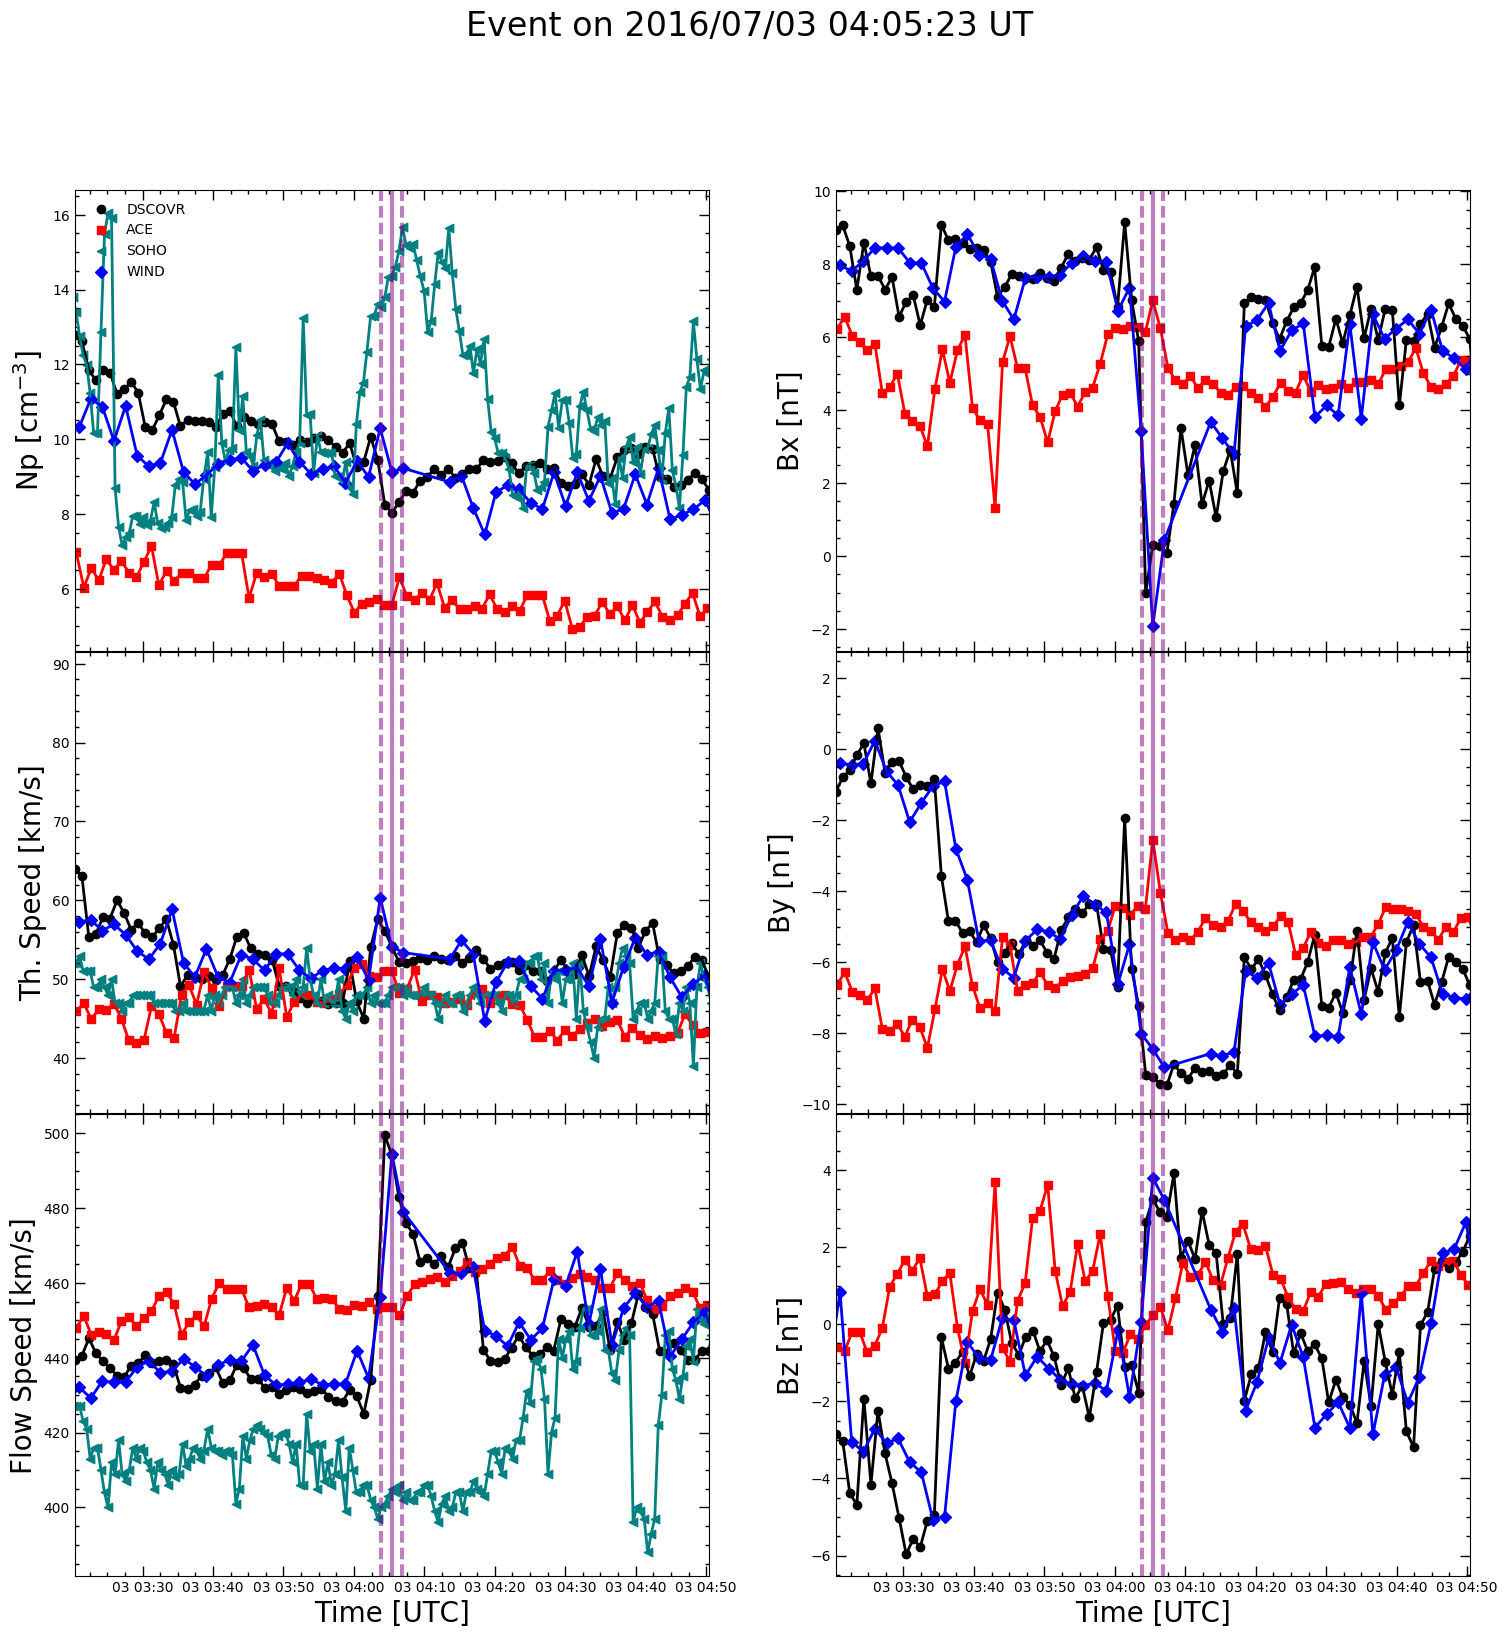 Event on 2016/07/03 04:05:23 UT
DSCOVR
ACE
SOHO
WIND
Np [cm⁻³]
16
14
12
10
8
6
Th. Speed [km/s]
90
80
70
60
50
40
Flow Speed [km/s]
500
480
460
440
420
400
03 03:30 03 03:40 03 03:50 03 04:00 03 04:10 03 04:20 03 04:30 03 04:40 03 04:50
Time [UTC]
Bx [nT]
10
8
6
4
2
0
−2
By [nT]
2
0
−2
−4
−6
−8
−10
Bz [nT]
4
2
0
−2
−4
−6
03 03:30 03 03:40 03 03:50 03 04:00 03 04:10 03 04:20 03 04:30 03 04:40 03 04:50
Time [UTC]